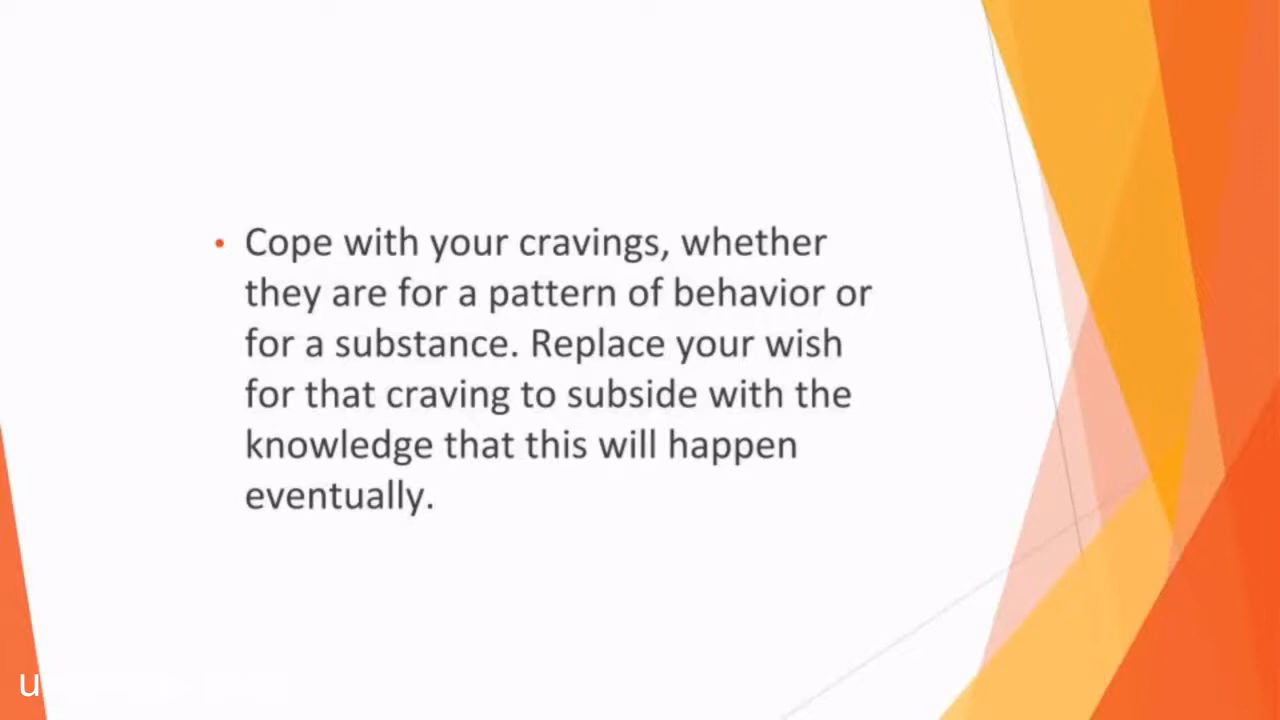 • Cope with your cravings, whether
they are for a pattern of behavior or
for a substance. Replace your wish
for that craving to subside with the
knowledge that this will happen
eventually.